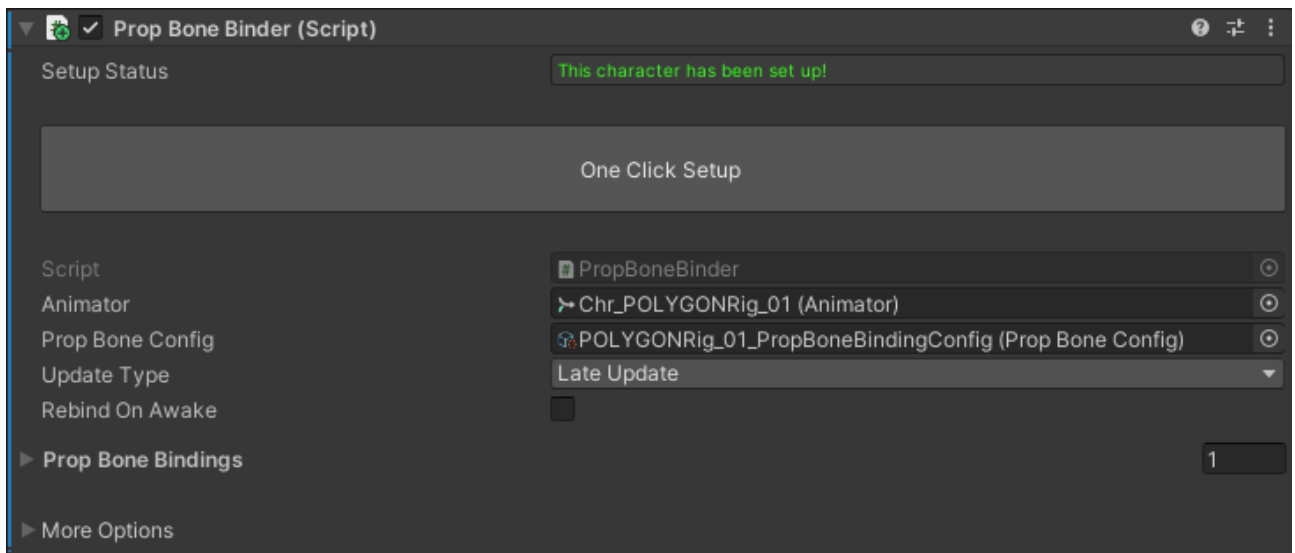 Prop Bone Binder (Script)
Setup Status This character has been set up!
One Click Setup
Script # PropBoneBinder
Animator Chr_POLYGONRig_01 (Animator)
Prop Bone Config POLYGONRig_01_PropBoneBindingConfig (Prop Bone Config)
Update Type Late Update
Rebind On Awake
Prop Bone Bindings 1
More Options